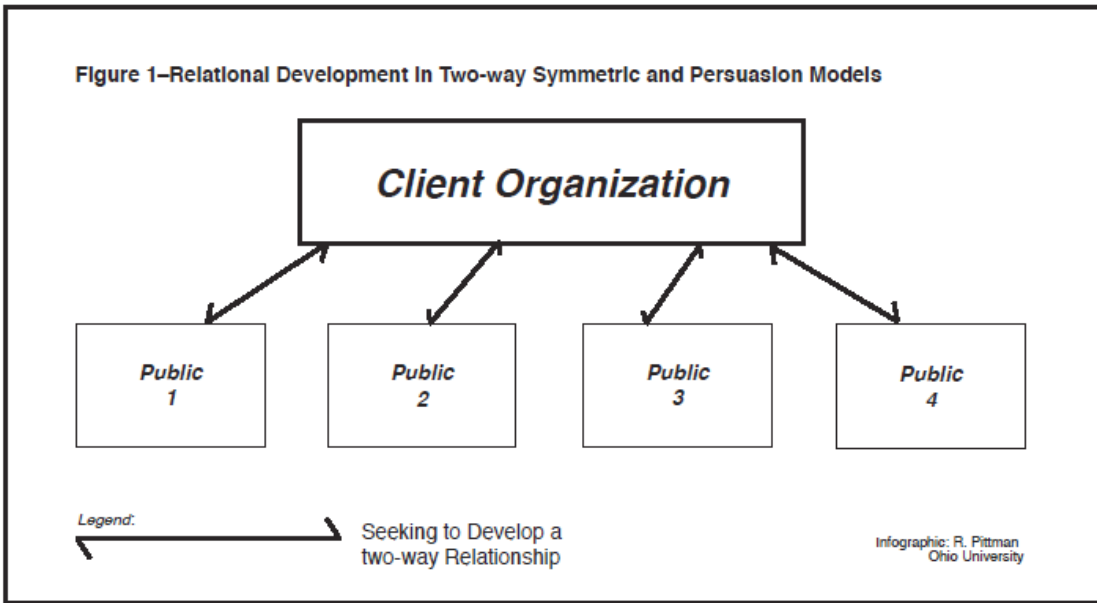 Figure 1–Relational Development in Two-way Symmetric and Persuasion Models
Client Organization
Public
1
Public
2
Public
3
Public
4
Legend:
Seeking to Develop a
two-way Relationship
Infographic: R. Pittman
Ohio University